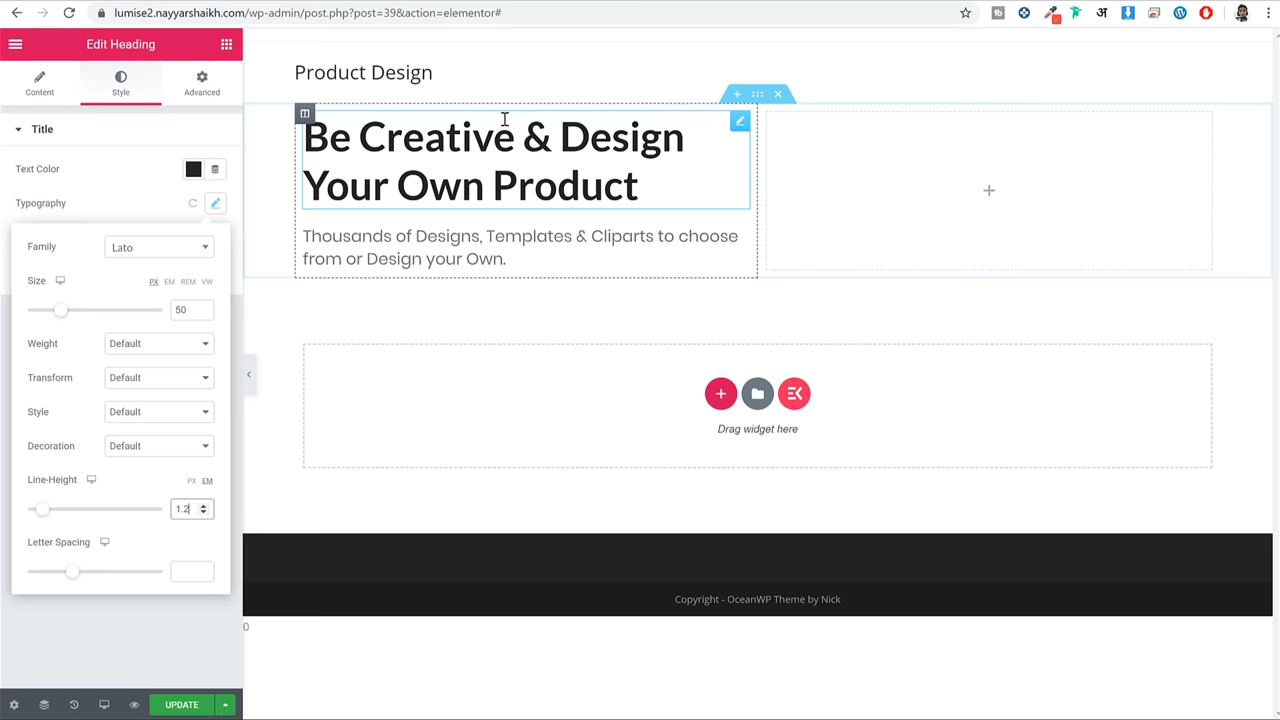 lumise2.nayyarshaikh.com/wp-admin/post.php?post=39&action=elementor#
अ
Edit Heading
Content
Style
Advanced
Title
Text Color
Typography
Family
Lato
Size
PX EM REM VW
50
Weight
Default
Transform
Default
Style
Default
Decoration
Default
Line-Height
PX EM
1.2
Letter Spacing
UPDATE
Product Design
Be Creative & Design
Your Own Product
Thousands of Designs, Templates & Cliparts to choose
from or Design your Own.
Drag widget here
Copyright - OceanWP Theme by Nick
0